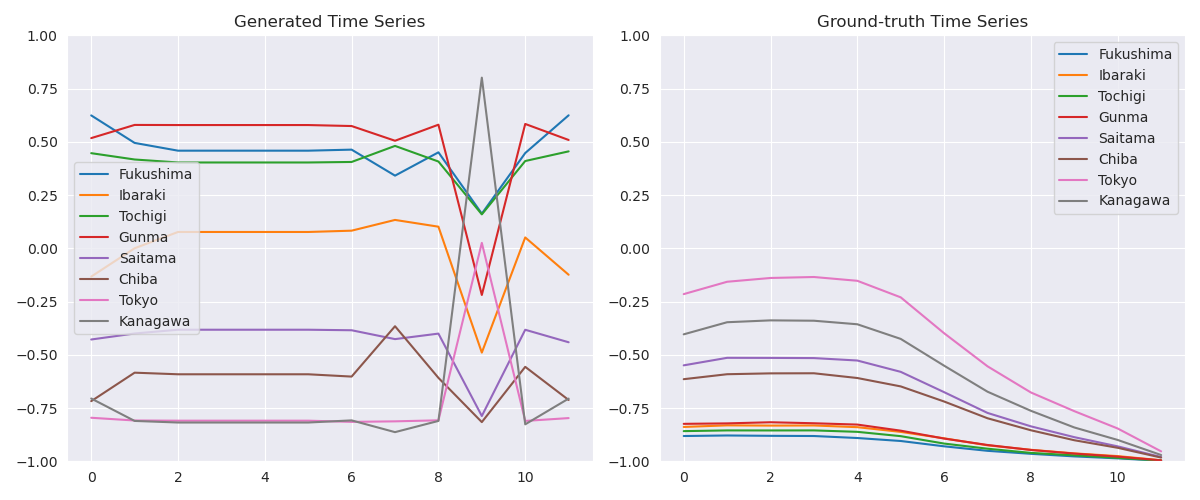 Generated Time Series
1.00
0.75
0.50
0.25
0.00
−0.25
−0.50
−0.75
−1.00
0 2 4 6 8 10
Fukushima
Ibaraki
Tochigi
Gunma
Saitama
Chiba
Tokyo
Kanagawa
Ground-truth Time Series
1.00
0.75
0.50
0.25
0.00
−0.25
−0.50
−0.75
−1.00
0 2 4 6 8 10
Fukushima
Ibaraki
Tochigi
Gunma
Saitama
Chiba
Tokyo
Kanagawa